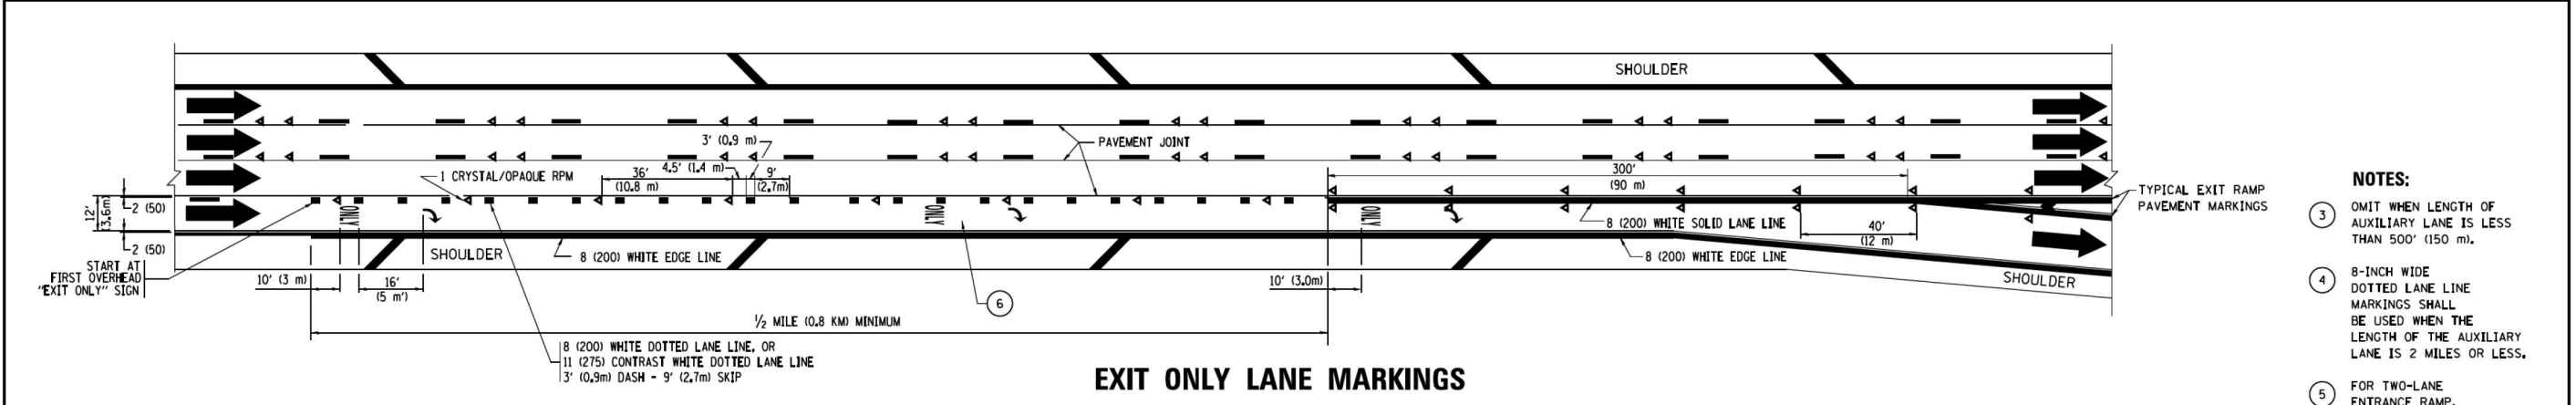 SHOULDER
3' (0.9 m)
PAVEMENT JOINT
4.5' (1.4 m)
9'
(2.7m)
36'
(10.8 m)
1 CRYSTAL/OPAQUE RPM
300'
(90 m)
12'
(3.6m)
2 (50)
2 (50)
ONLY
ONLY
ONLY
TYPICAL EXIT RAMP
PAVEMENT MARKINGS
8 (200) WHITE SOLID LANE LINE
40'
(12 m)
SHOULDER
8 (200) WHITE EDGE LINE
8 (200) WHITE EDGE LINE
SHOULDER
START AT
FIRST OVERHEAD
"EXIT ONLY" SIGN
10' (3 m)
16'
(5 m')
10' (3.0m)
6
1/2 MILE (0.8 KM) MINIMUM
8 (200) WHITE DOTTED LANE LINE, OR
11 (275) CONTRAST WHITE DOTTED LANE LINE
3' (0.9m) DASH - 9' (2.7m) SKIP
EXIT ONLY LANE MARKINGS
NOTES:
3 OMIT WHEN LENGTH OF
AUXILIARY LANE IS LESS
THAN 500' (150 m).
4 8-INCH WIDE
DOTTED LANE LINE
MARKINGS SHALL
BE USED WHEN THE
LENGTH OF THE AUXILIARY
LANE IS 2 MILES OR LESS.
5 FOR TWO-LANE
ENTRANCE RAMP,